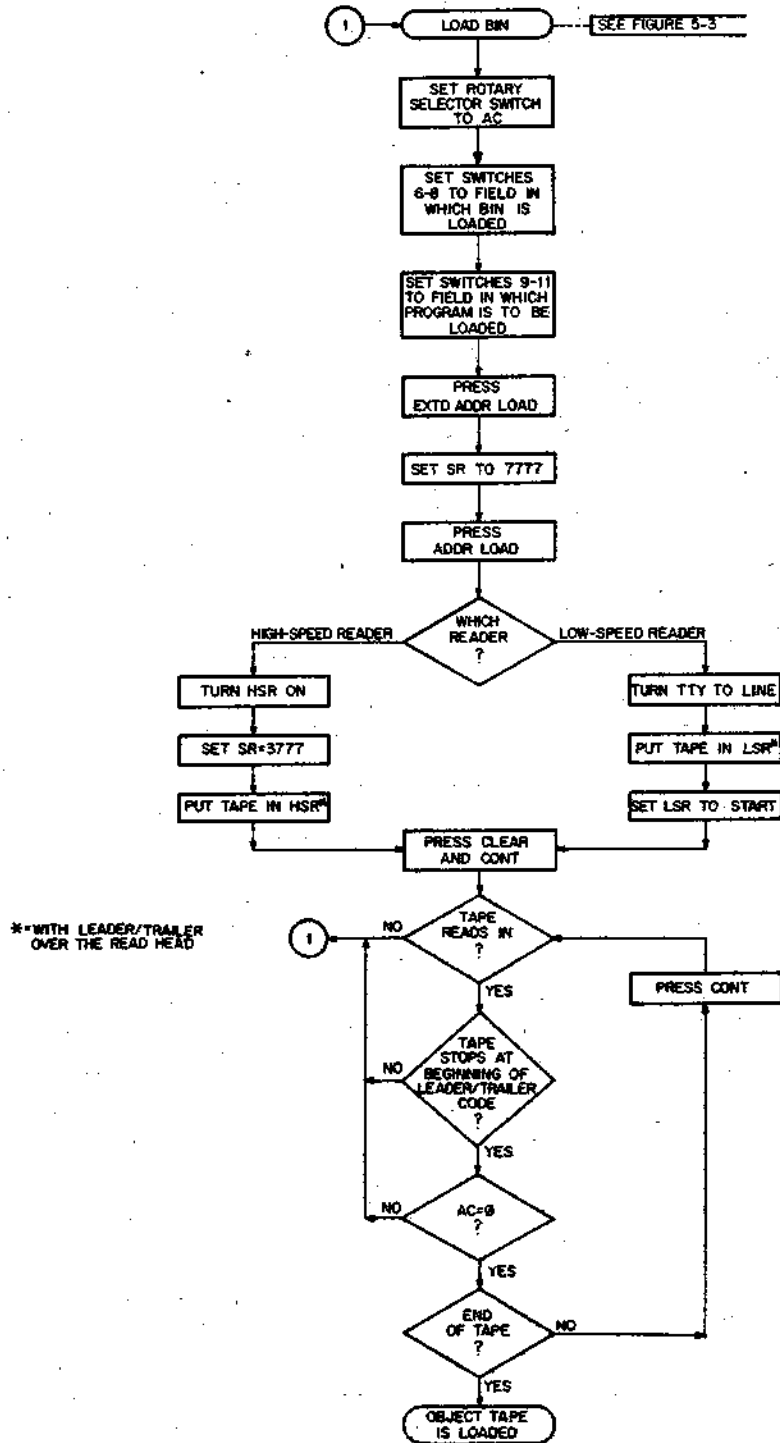 1
LOAD BIN
SEE FIGURE 5-3
SET ROTARY
SELECTOR SWITCH
TO AC
SET SWITCHES
6-8 TO FIELD IN
WHICH BIN IS
LOADED
SET SWITCHES 9-11
TO FIELD IN WHICH
PROGRAM IS TO BE
LOADED
PRESS
EXTD ADDR LOAD
SET SR TO 7777
PRESS
ADDR LOAD
WHICH
READER
?
HIGH-SPEED READER
LOW-SPEED READER
TURN HSR ON
SET SR=3777
PUT TAPE IN HSR*
TURN TTY TO LINE
PUT TAPE IN LSR*
SET LSR TO START
PRESS CLEAR
AND CONT
*=WITH LEADER/TRAILER
OVER THE READ HEAD
1
NO
TAPE
READS IN
?
YES
PRESS CONT
NO
TAPE
STOPS AT
BEGINNING OF
LEADER/TRAILER
CODE
?
YES
NO
AC=0
?
YES
END
OF TAPE
?
NO
YES
OBJECT TAPE
IS LOADED